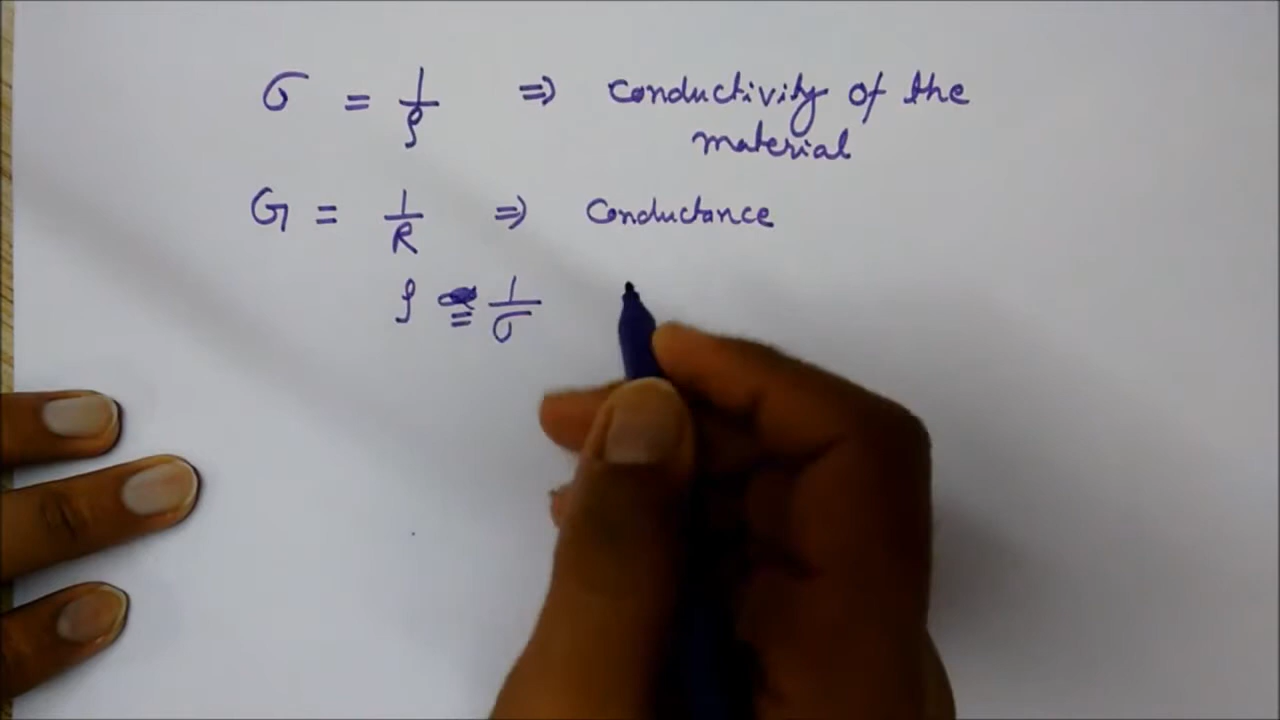 σ = 1/ρ ⇒ Conductivity of the
material
G = 1/R ⇒ Conductance
ρ = 1/σ